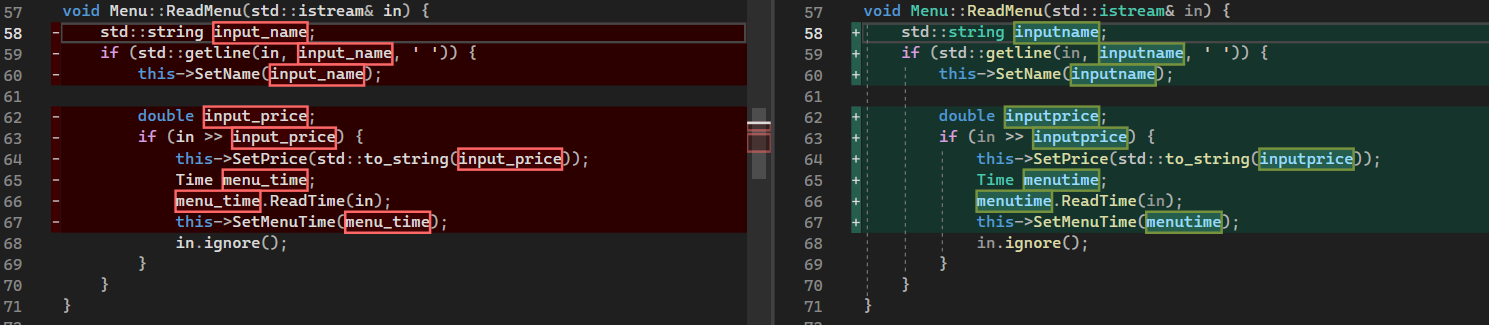 57 void Menu::ReadMenu(std::istream& in) {
58 - std::string input_name;
59 - if (std::getline(in, input_name, ' ')) {
60 - this->SetName(input_name);
61
62 - double input_price;
63 - if (in >> input_price) {
64 - this->SetPrice(std::to_string(input_price));
65 - Time menu_time;
66 - menu_time.ReadTime(in);
67 - this->SetMenuTime(menu_time);
68 in.ignore();
69 }
70 }
71 }
57 void Menu::ReadMenu(std::istream& in) {
58 + std::string inputname;
59 + if (std::getline(in, inputname, ' ')) {
60 + this->SetName(inputname);
61
62 + double inputprice;
63 + if (in >> inputprice) {
64 + this->SetPrice(std::to_string(inputprice));
65 + Time menutime;
66 + menutime.ReadTime(in);
67 + this->SetMenuTime(menutime);
68 in.ignore();
69 }
70 }
71 }